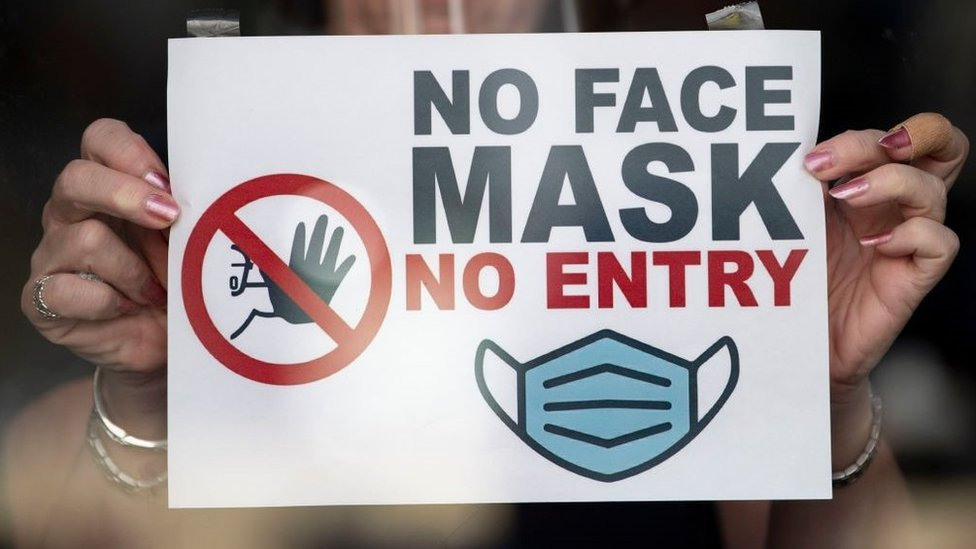 NO FACE
MASK
NO ENTRY